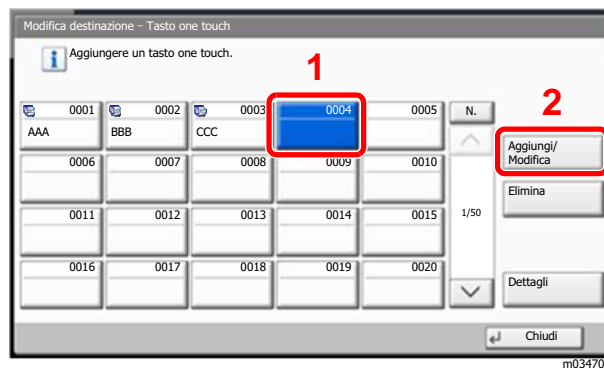 Modifica destinazione – Tasto one touch
Aggiungere un tasto one touch.
1
2
0001 0002 0003 0004 0005 N.
AAA BBB CCC
Aggiungi/
Modifica
0006 0007 0008 0009 0010
Elimina
0011 0012 0013 0014 0015 1/50
0016 0017 0018 0019 0020
Dettagli
Chiudi
m03470